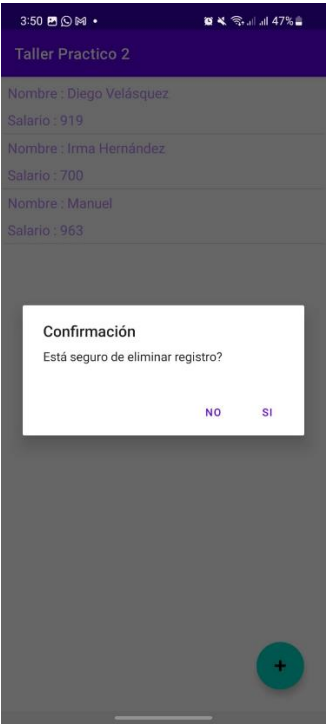 3:50
47%
Taller Practico 2
Nombre : Diego Velásquez
Salario : 919
Nombre : Irma Hernández
Salario : 700
Nombre : Manuel
Salario : 963
Confirmación
Está seguro de eliminar registro?
NO SI
+